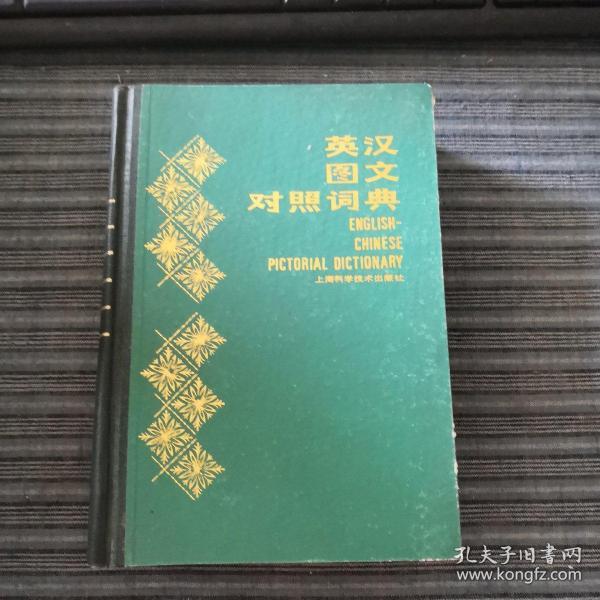 英汉
图文
对照词典
ENGLISH-
CHINESE
PICTORIAL DICTIONARY
上海科学技术出版社
孔夫子旧书网
www.kongfz.com